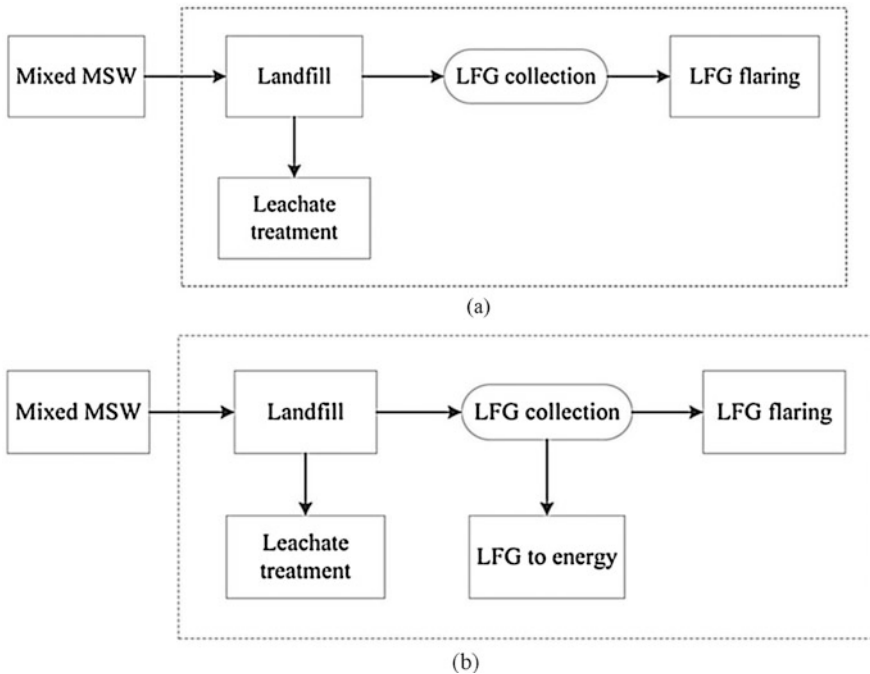 Mixed MSW
Landfill
LFG collection
LFG flaring
Leachate
treatment
(a)
Mixed MSW
Landfill
LFG collection
LFG flaring
Leachate
treatment
LFG to energy
(b)